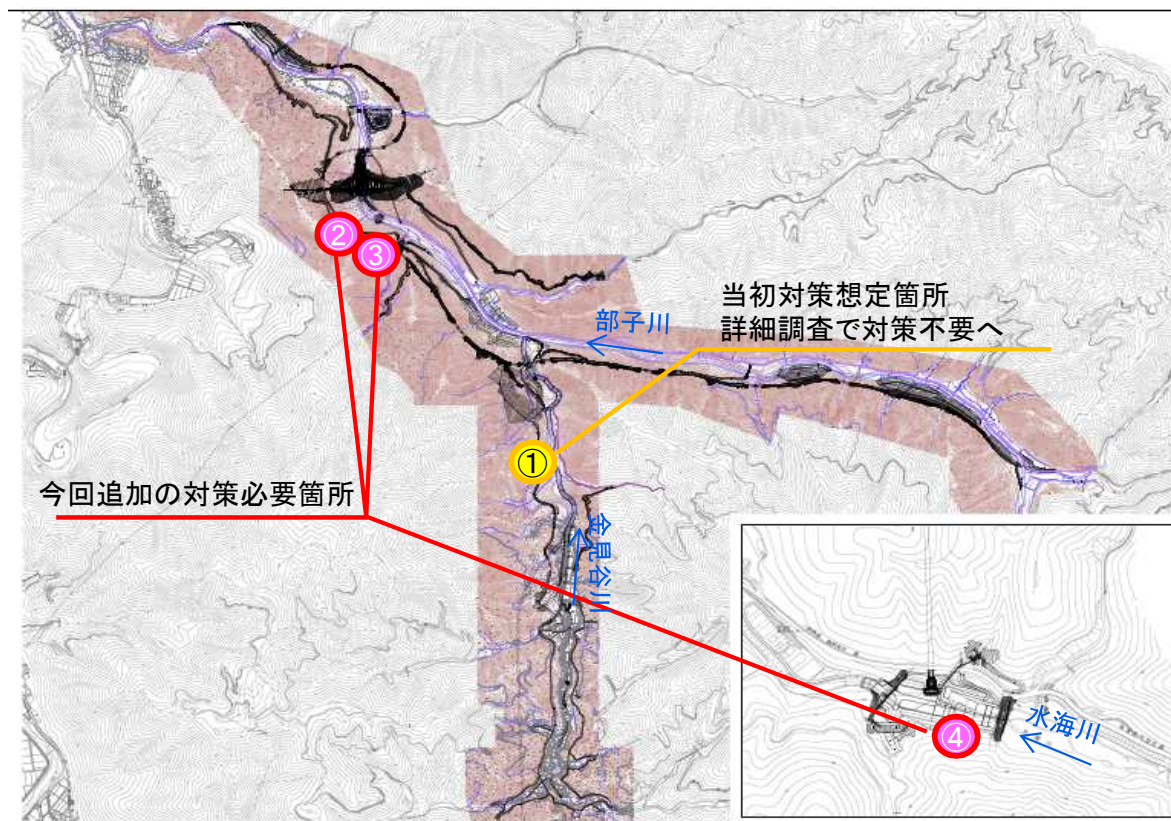 ②
③
当初対策想定箇所
詳細調査で対策不要へ
部子川
①
今回追加の対策必要箇所
金見谷川
水海川
④